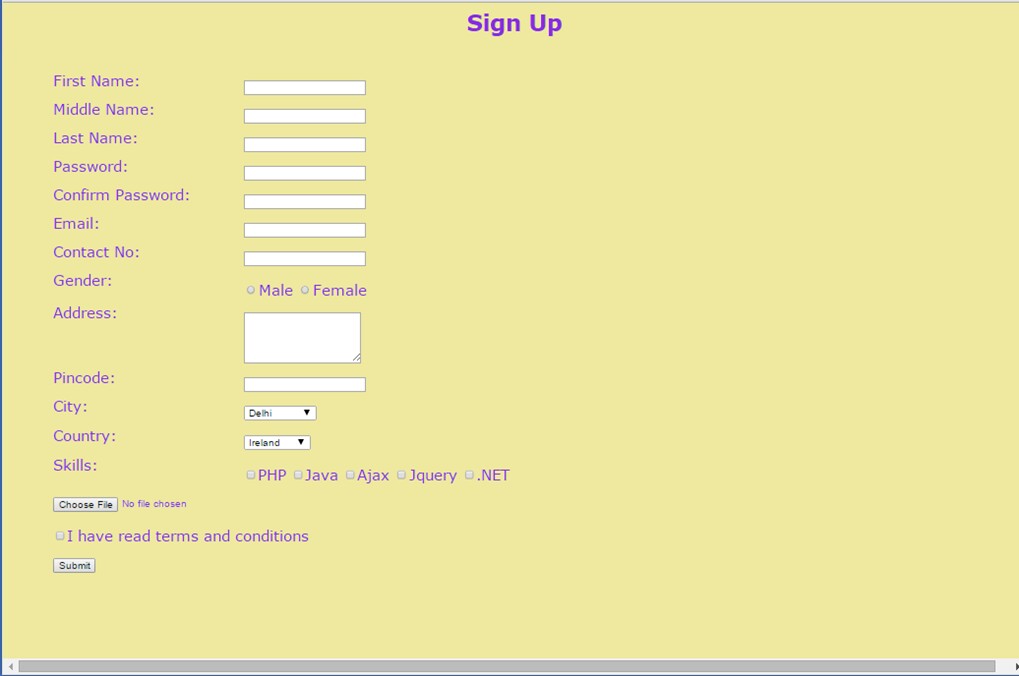 Sign Up
First Name:
Middle Name:
Last Name:
Password:
Confirm Password:
Email:
Contact No:
Gender:
Male Female
Address:
Pincode:
City:
Delhi
Country:
Ireland
Skills:
PHP Java Ajax Jquery .NET
Choose File No file chosen
I have read terms and conditions
Submit